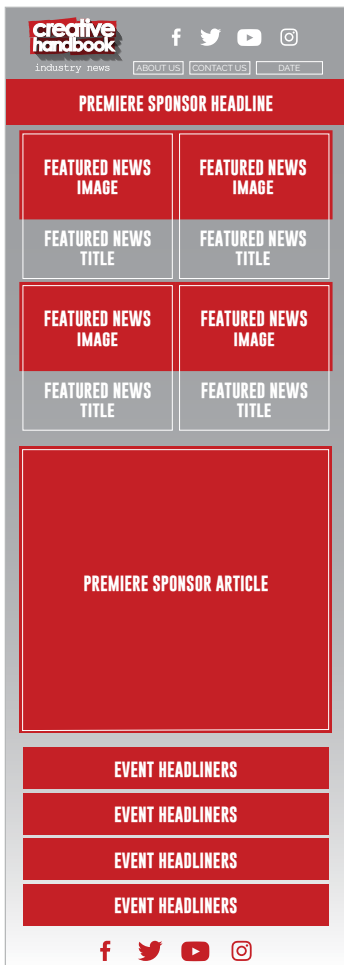 creative
handbook
industry news
ABOUT US CONTACT US DATE
PREMIERE SPONSOR HEADLINE
FEATURED NEWS
IMAGE
FEATURED NEWS
IMAGE
FEATURED NEWS
TITLE
FEATURED NEWS
TITLE
FEATURED NEWS
IMAGE
FEATURED NEWS
IMAGE
FEATURED NEWS
TITLE
FEATURED NEWS
TITLE
PREMIERE SPONSOR ARTICLE
EVENT HEADLINERS
EVENT HEADLINERS
EVENT HEADLINERS
EVENT HEADLINERS